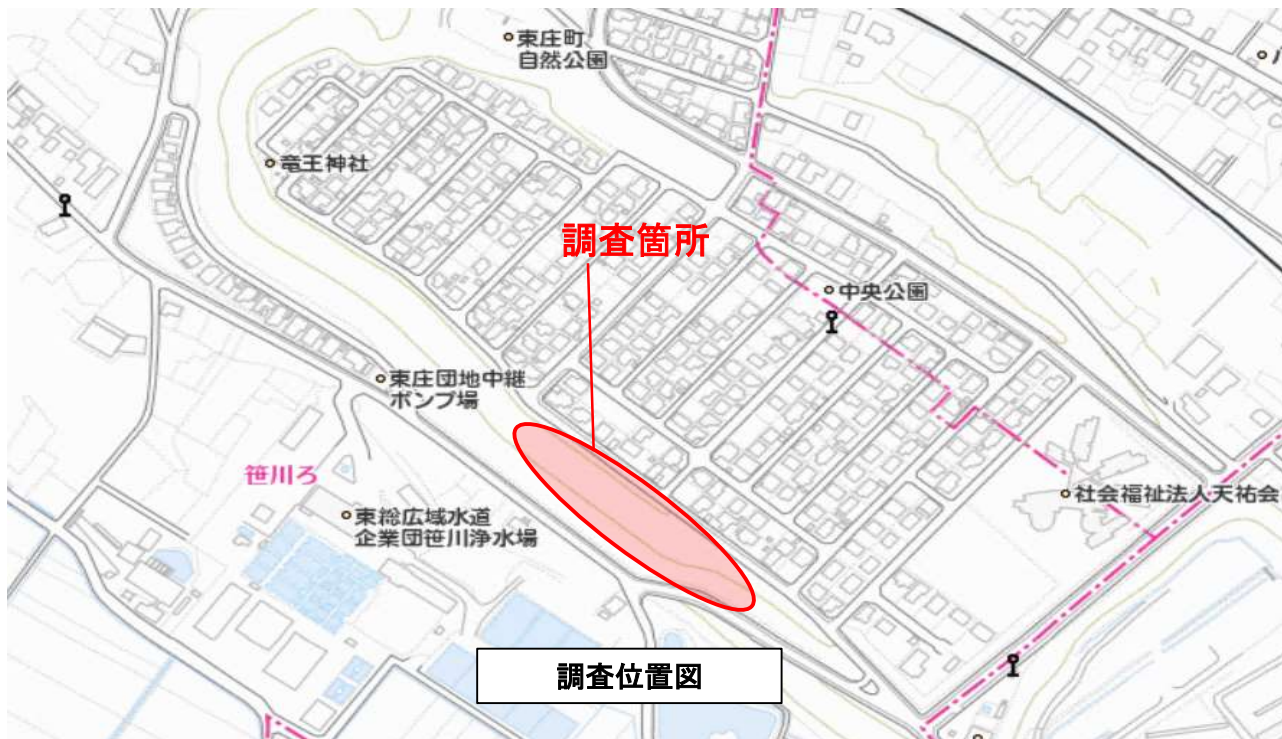 東庄町
自然公園
竜王神社
調査箇所
中央公園
東庄団地中継
ポンプ場
笹川ろ
社会福祉法人天祐会
東総広域水道
企業団笹川浄水場
調査位置図